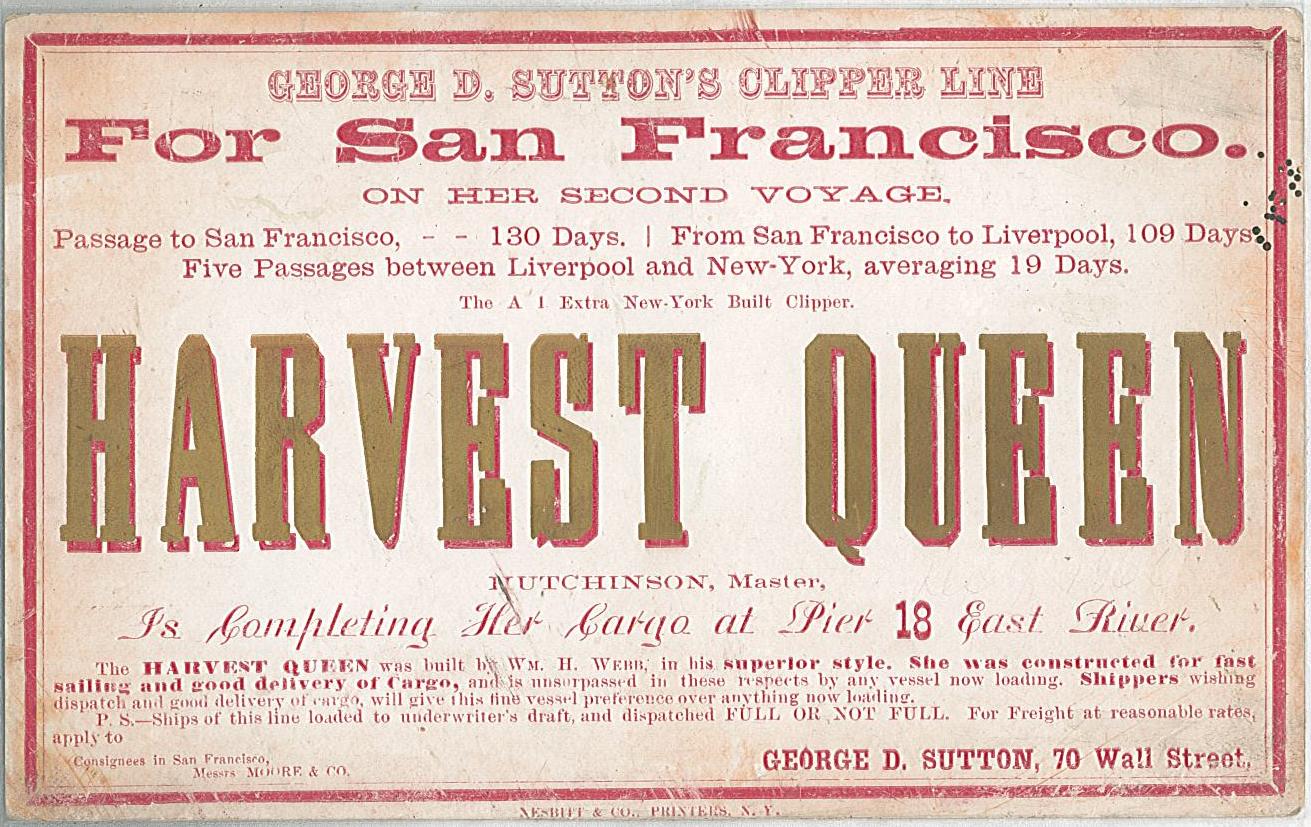 GEORGE D. SUTTON'S CLIPPER LINE
For San Francisco.
ON HER SECOND VOYAGE,
Passage to San Francisco, - - 130 Days. | From San Francisco to Liverpool, 109 Days.
Five Passages between Liverpool and New-York, averaging 19 Days.
The A 1 Extra New-York Built Clipper.
HARVEST QUEEN
HUTCHINSON, Master,
Is Completing Her Cargo at Pier 18 East River.
The HARVEST QUEEN was built by WM. H. WEBB, in his superior style. She was constructed for fast
sailing and good delivery of Cargo, and is unsurpassed in these respects by any vessel now loading. Shippers wishing
dispatch and good delivery of cargo, will give this fine vessel preference over anything now loading.
P. S.—Ships of this line loaded to underwriter's draft, and dispatched FULL OR NOT FULL. For Freight at reasonable rates,
apply to
GEORGE D. SUTTON, 70 Wall Street,
Consignees in San Francisco,
Messrs MOORE & CO.
NESBITT & CO., PRINTERS, N. Y.